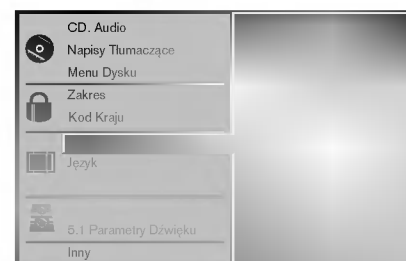 CD. Audio
Napisy Tłumaczące
Menu Dysku
Zakres
Kod Kraju
Język
5.1 Parametry Dźwięku
Inny